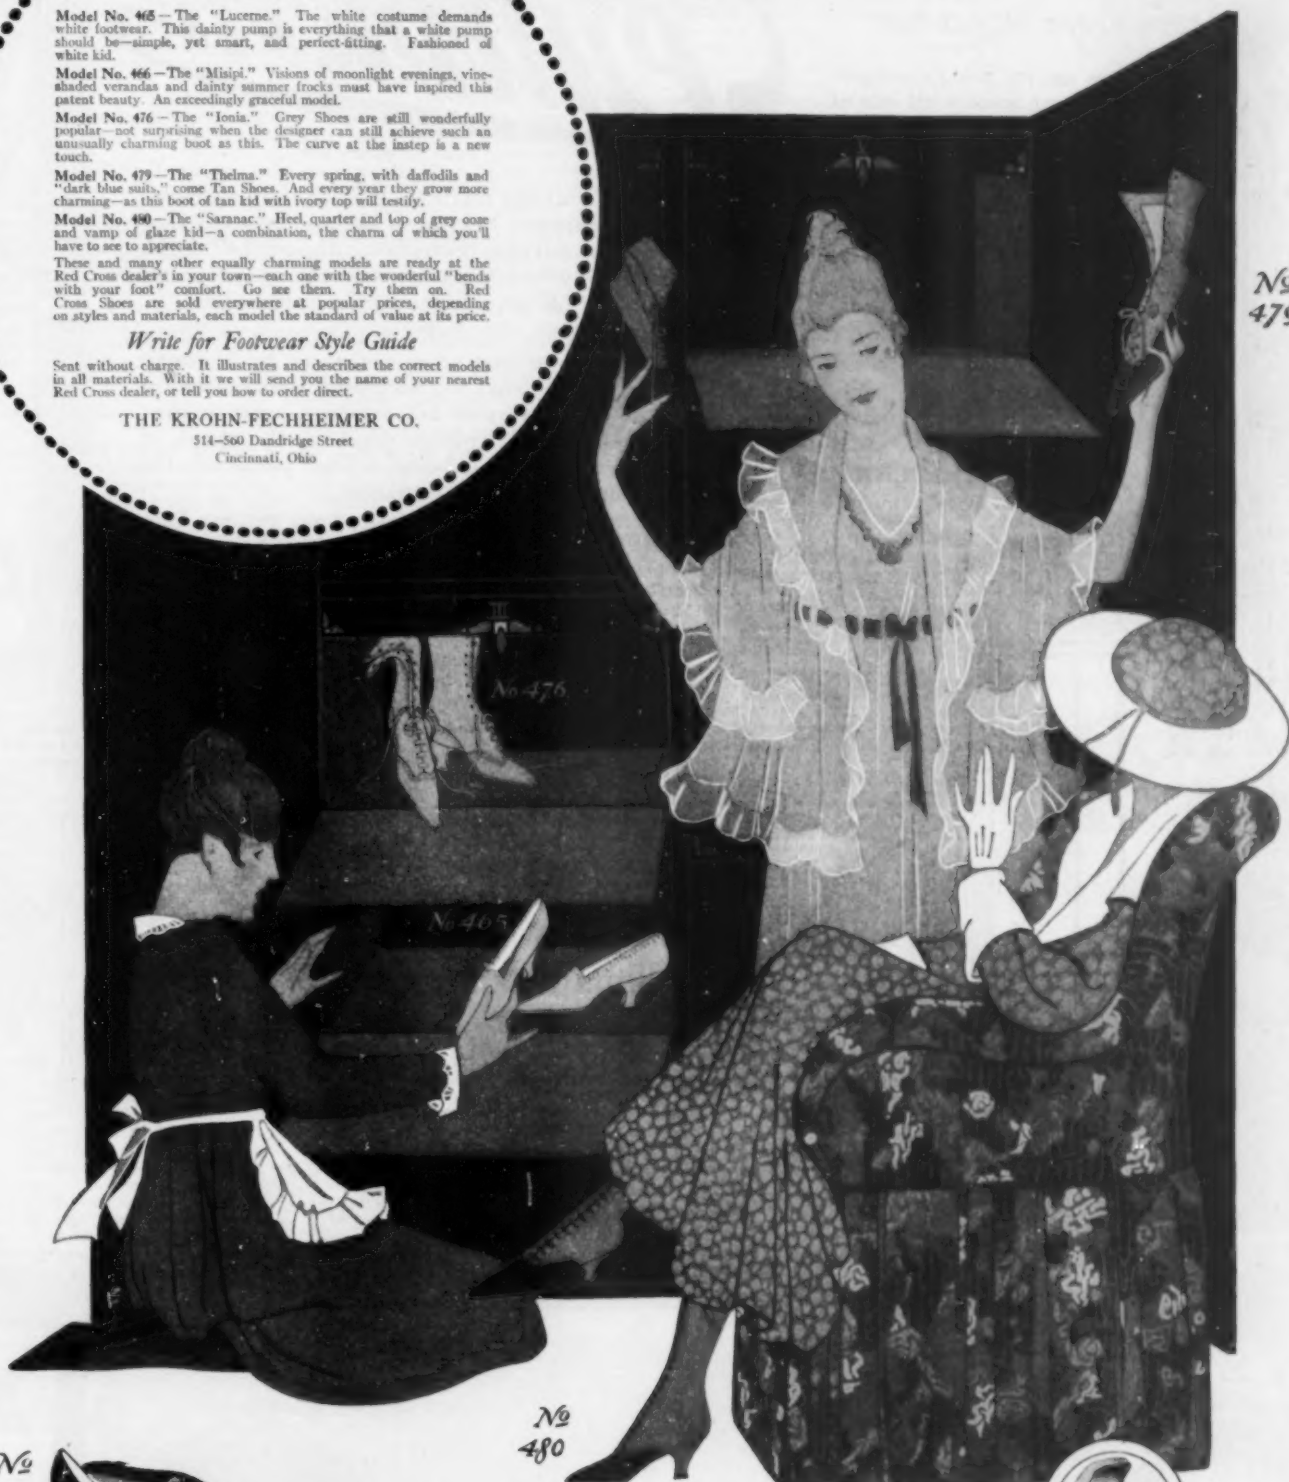 Model No. 465—The "Lucerne." The white costume demands
white footwear. This dainty pump is everything that a white pump
should be—simple, yet smart, and perfect-fitting. Fashioned of
white kid.
Model No. 466—The "Misipi." Visions of moonlight evenings, vine-
shaded verandas and dainty summer frocks must have inspired this
patent beauty. An exceedingly graceful model.
Model No. 476—The "Ionia." Grey Shoes are still wonderfully
popular—not surprising when the designer can still achieve such an
unusually charming boot as this. The curve at the instep is a new
touch.
Model No. 479—The "Thelma." Every spring, with daffodils and
"dark blue suits," come Tan Shoes. And every year they grow more
charming—as this boot of tan kid with ivory top will testify.
Model No. 480—The "Saranac." Heel, quarter and top of grey ooze
and vamp of glaze kid—a combination, the charm of which you'll
have to see to appreciate.
These and many other equally charming models are ready at the
Red Cross dealer's in your town—each one with the wonderful "bends
with your foot" comfort. Go see them. Try them on. Red
Cross Shoes are sold everywhere at popular prices, depending
on styles and materials, each model the standard of value at its price.
Write for Footwear Style Guide
Sent without charge. It illustrates and describes the correct models
in all materials. With it we will send you the name of your nearest
Red Cross dealer, or tell you how to order direct.
THE KROHN-FECHHEIMER CO.
514—560 Dandridge Street
Cincinnati, Ohio
No
479
No 476
No 465
No
480
No